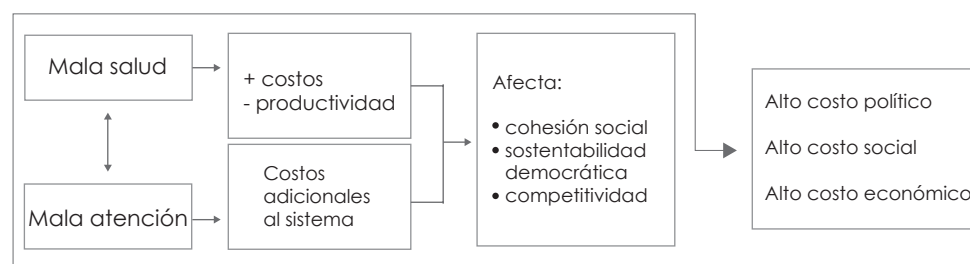 Mala salud
Mala atención
+ costos
- productividad
Costos
adicionales
al sistema
Afecta:
• cohesión social
• sostentabilidad
democrática
• competitividad
Alto costo político
Alto costo social
Alto costo económico